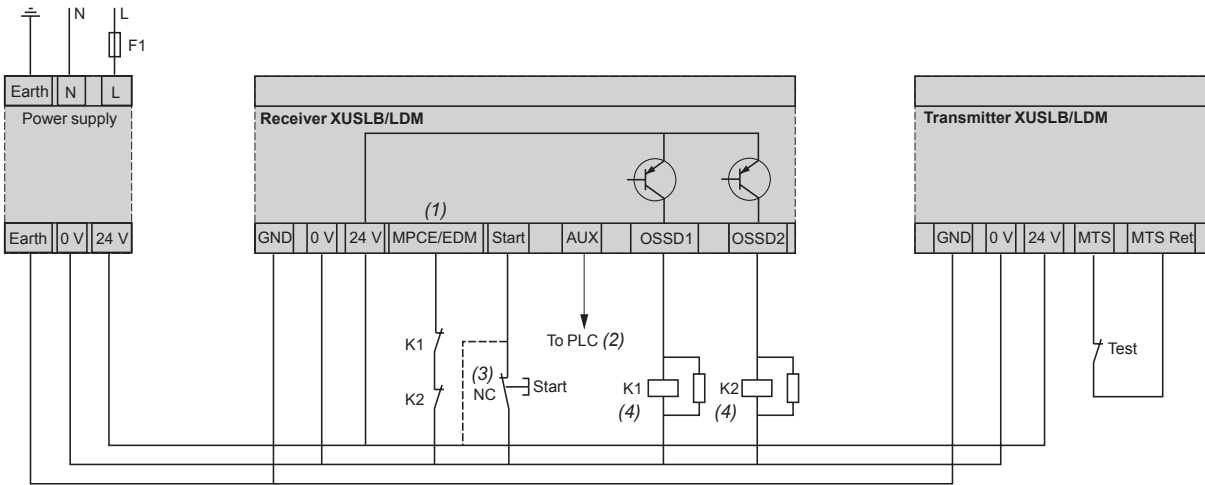 N
L
F1
Earth N L
Power supply
Receiver XUSLB/LDM
Transmitter XUSLB/LDM
(1)
Earth 0 V 24 V
GND 0 V 24 V MPCE/EDM Start AUX OSSD1 OSSD2
GND 0 V 24 V MTS MTS Ret
K1
To PLC (2)
Test
(3)
K2
NC
Start
K1
(4)
K2
(4)